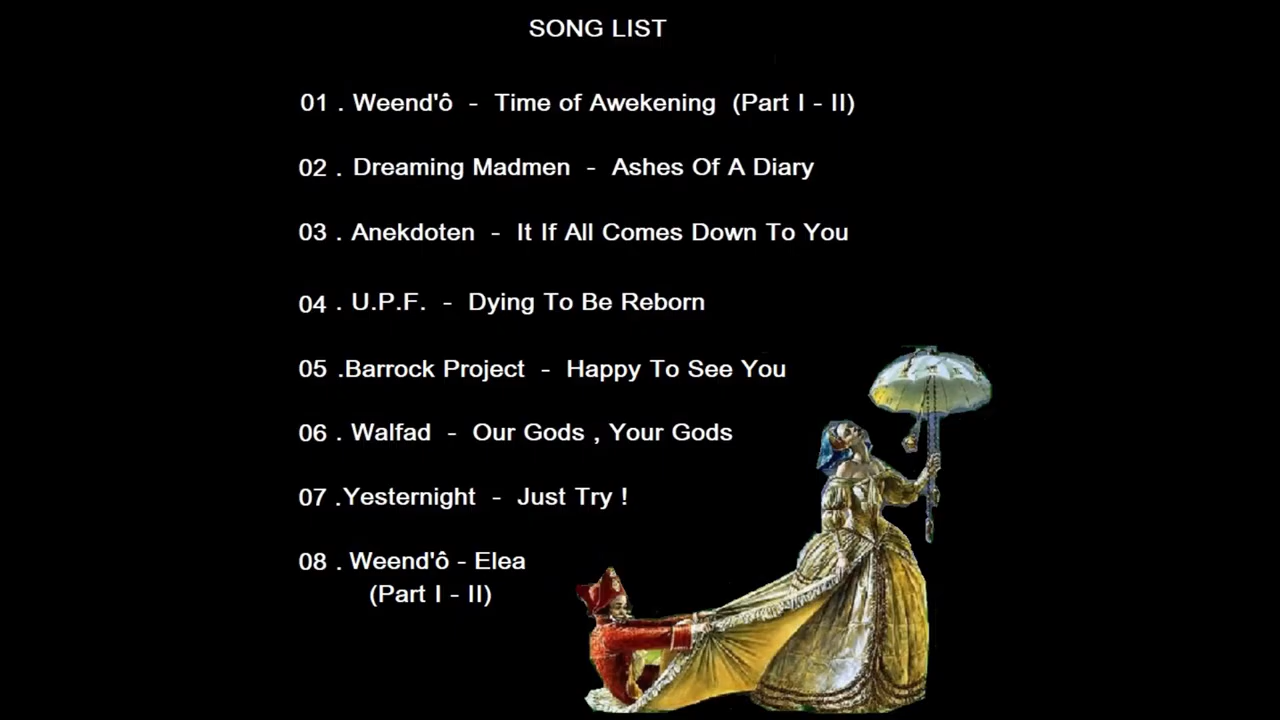 SONG LIST
01 . Weend'ô - Time of Awekening (Part I - II)
02 . Dreaming Madmen - Ashes Of A Diary
03 . Anekdoten - It If All Comes Down To You
04 . U.P.F. - Dying To Be Reborn
05 .Barrock Project - Happy To See You
06 . Walfad - Our Gods , Your Gods
07 .Yesternight - Just Try !
08 . Weend'ô - Elea
(Part I - II)